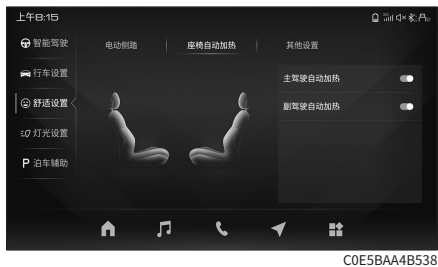 上午8:15
智能驾驶
电动侧踏
座椅自动加热
其他设置
行车设置
主驾驶自动加热
舒适设置
副驾驶自动加热
灯光设置
P 泊车辅助
C0E5BAA4B538